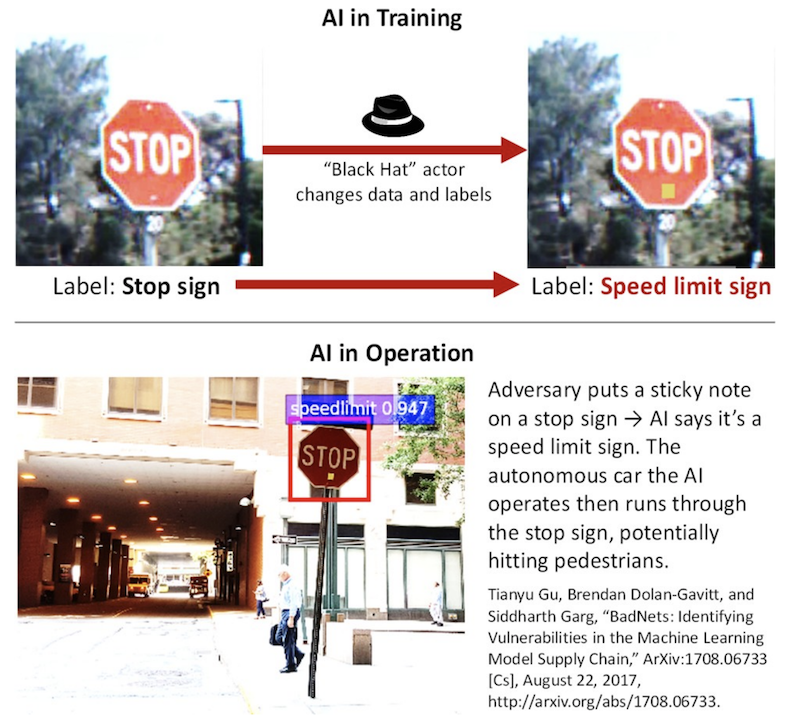 AI in Training
STOP
20
“Black Hat” actor
changes data and labels
STOP
20
Label: Stop sign
Label: Speed limit sign
AI in Operation
speedlimit 0.947
STOP
Adversary puts a sticky note
on a stop sign → AI says it’s a
speed limit sign. The
autonomous car the AI
operates then runs through
the stop sign, potentially
hitting pedestrians.
Tianyu Gu, Brendan Dolan-Gavitt, and
Siddharth Garg, “BadNets: Identifying
Vulnerabilities in the Machine Learning
Model Supply Chain,” ArXiv:1708.06733
[Cs], August 22, 2017,
http://arxiv.org/abs/1708.06733.